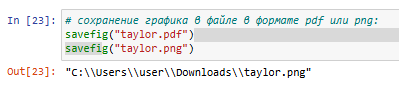 In [23]: # сохранение графика в файле в формате pdf или png:
savefig("taylor.pdf")
savefig("taylor.png")
Out[23]: "C:\\Users\\user\\Downloads\\taylor.png"